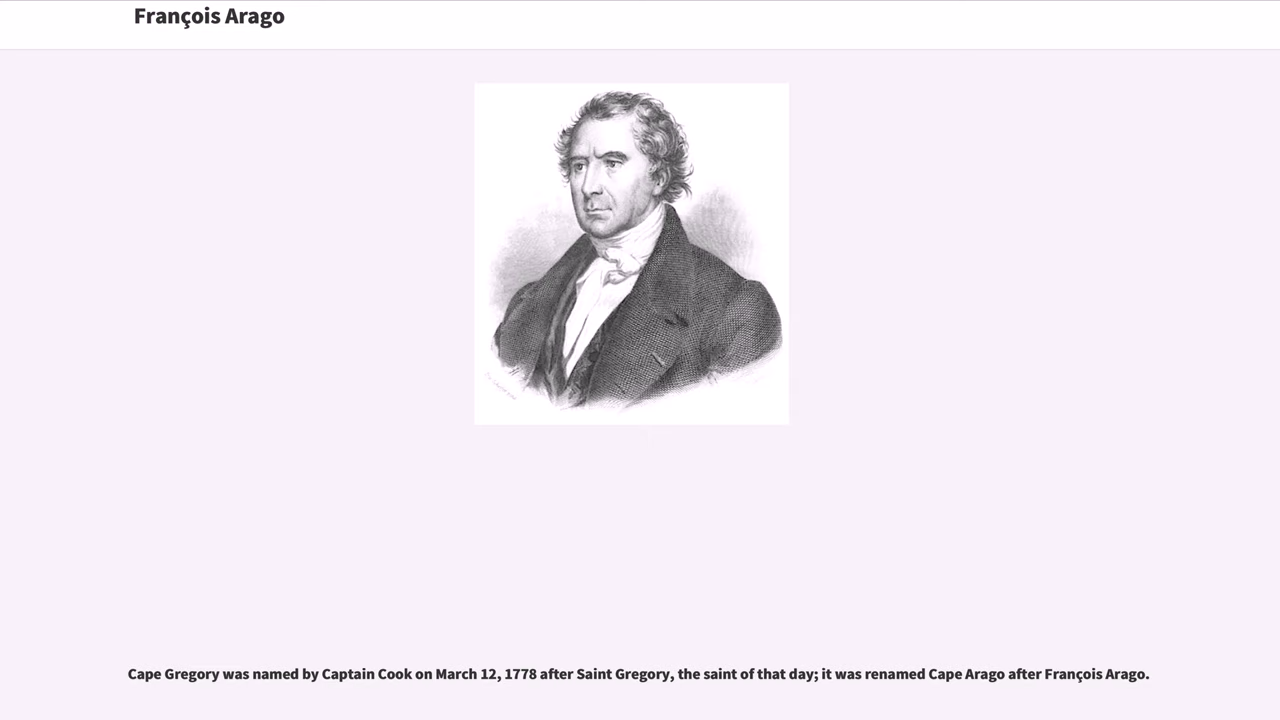 François Arago
Cape Gregory was named by Captain Cook on March 12, 1778 after Saint Gregory, the saint of that day; it was renamed Cape Arago after François Arago.